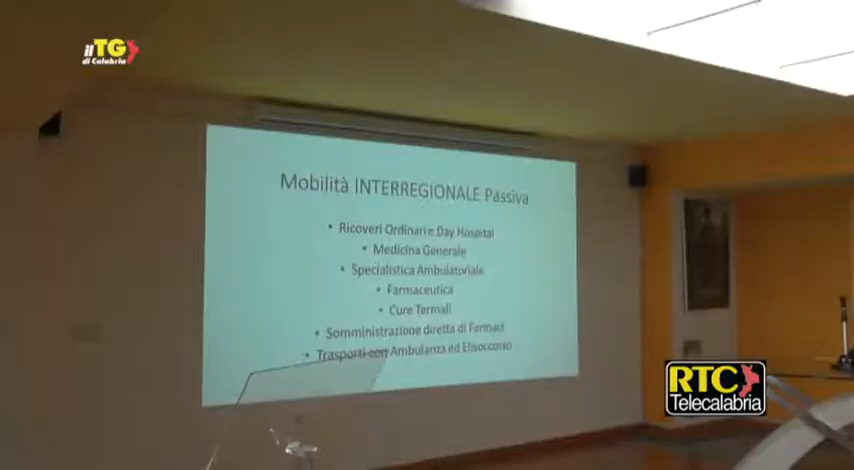 il TG
di Calabria
Mobilità INTERREGIONALE Passiva
• Ricoveri Ordinari e Day Hospital
• Medicina Generale
• Specialistica Ambulatoriale
• Farmaceutica
• Cure Termali
• Somministrazione diretta di Farmaci
• Trasporti con Ambulanza ed Elisoccorso
RTC
Telecalabria